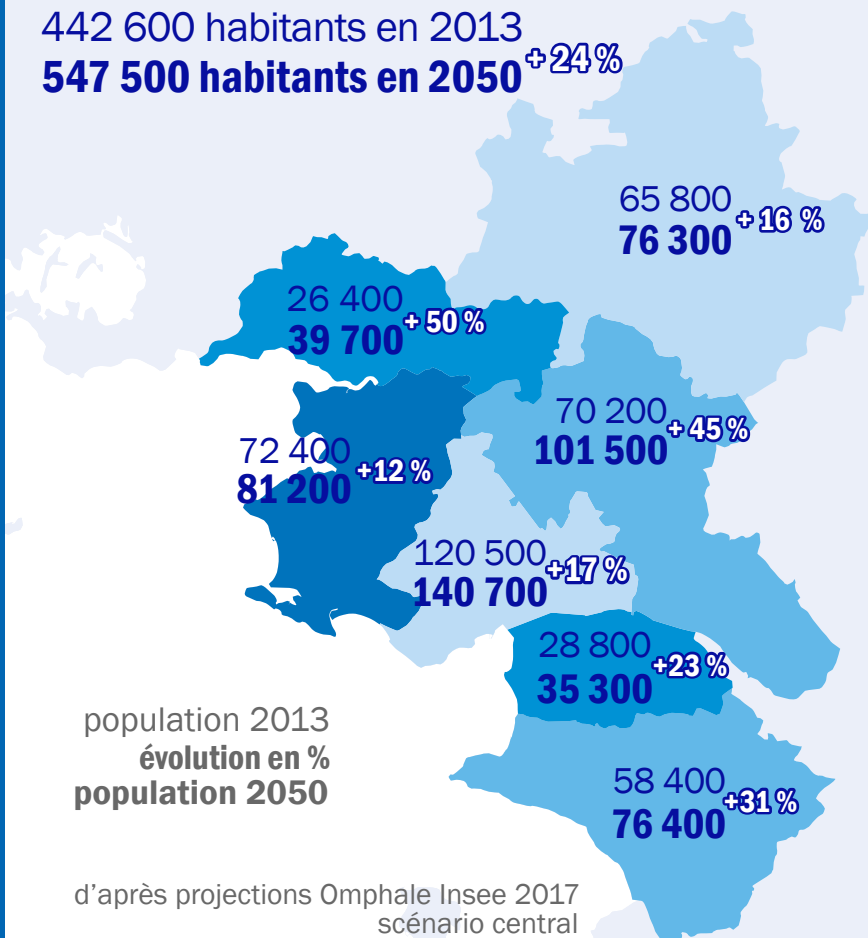 442 600 habitants en 2013
547 500 habitants en 2050 + 24 %
65 800
76 300 + 16 %
26 400
39 700 + 50 %
70 200
101 500 + 45 %
72 400
81 200 +12 %
120 500
140 700 +17 %
28 800
35 300 +23 %
population 2013
évolution en %
population 2050
58 400
76 400 +31 %
d'après projections Omphale Insee 2017
scénario central